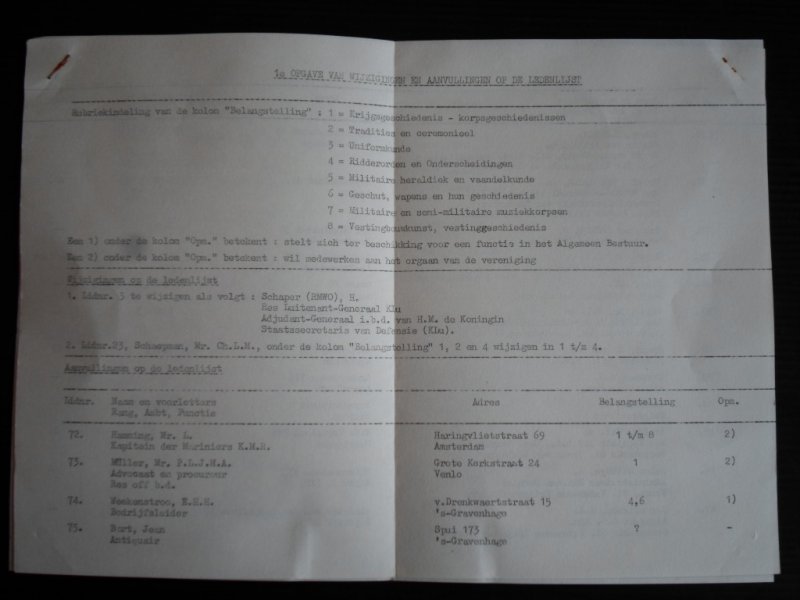 1e OPGAVE VAN WIJZIGINGEN EN AANVULLINGEN OP DE LEDENLIJST
Rubriekindeling van de kolom "Belangstelling" : 1 = Krijgsgeschiedenis - korpsgeschiedenissen
2 = Tradities en ceremonieel
3 = Uniformkunde
4 = Ridderorden en Onderscheidingen
5 = Militaire heraldiek en vaandelkunde
6 = Geschut, wapens en hun geschiedenis
7 = Militaire en semi-militaire muziekkorpsen
8 = Vestingbouwkunst, vestinggeschiedenis
Een 1) onder de kolom "Opm." betekent : stelt zich ter beschikking voor een functie in het Algemeen Bestuur.
Een 2) onder de kolom "Opm." betekent : wil medewerken aan het orgaan van de vereniging
Wijzigingen op de ledenlijst
1. Lidnr. 3 te wijzigen als volgt : Schaper (RMWO), H.
Res Luitenant-Generaal Klu
Adjudant-Generaal i.b.d. van H.M. de Koningin
Staatssecretaris van Defensie (KLu).
2. Lidnr.23, Schaepman, Mr. Ch.L.M., onder de kolom "Belangstelling" 1, 2 en 4 wijzigen in 1 t/m 4.
Aanvullingen op de ledenlijst
Lidnr. Naam en voorletters Adres Belangstelling Opm.
Rang, Ambt, Functie
72. Mr. L. Haringvlietstraat 69 1 t/m 8 2)
Kapitein der Mariniers K.M.R. Amsterdam
73. Müller, Mr. P.L.J.H.A. Grote Kerkstraat 24 1 2)
Advocaat en procureur Venlo
Res off b.d.
74. Weekenstroo, E.H.H. v.Drenkwaertstraat 15 4,6 1)
Bedrijfsleider 's-Gravenhage
75. Bart, Jean Spui 173 ? -
Antiquair 's-Gravenhage